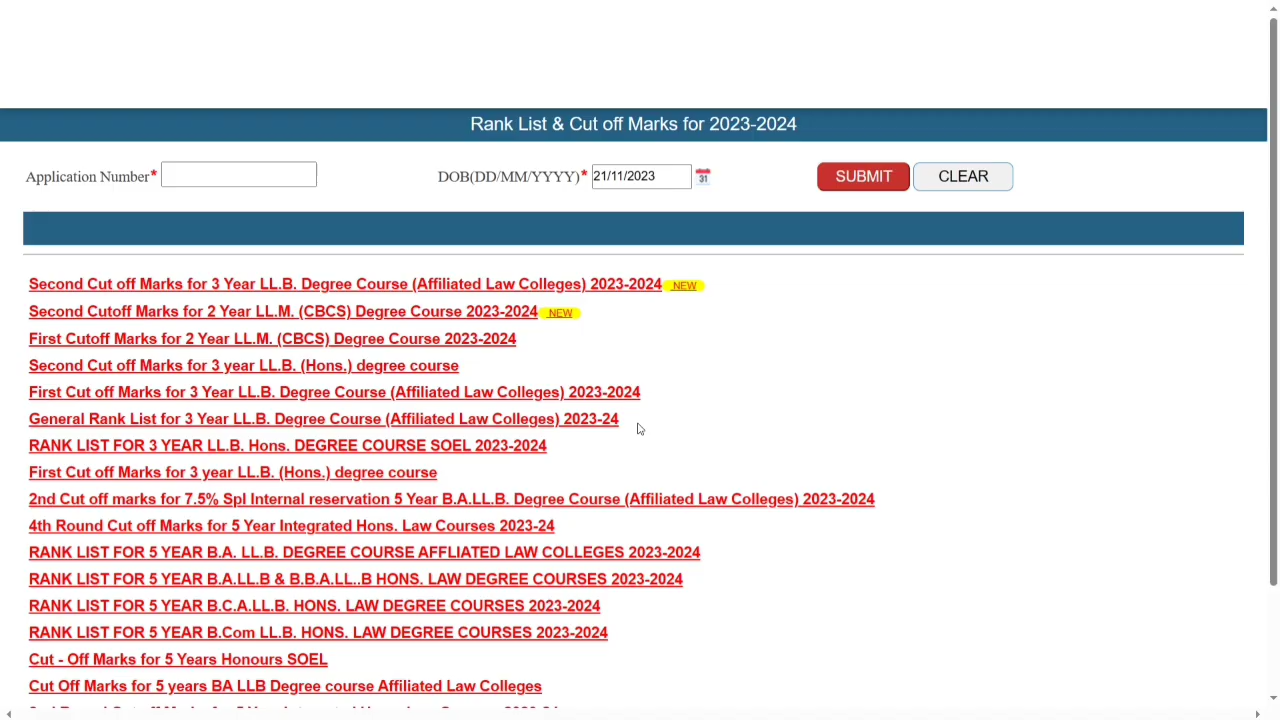 Rank List & Cut off Marks for 2023-2024
Application Number* DOB(DD/MM/YYYY)* 21/11/2023 31 SUBMIT CLEAR
Second Cut off Marks for 3 Year LL.B. Degree Course (Affiliated Law Colleges) 2023-2024 NEW
Second Cutoff Marks for 2 Year LL.M. (CBCS) Degree Course 2023-2024 NEW
First Cutoff Marks for 2 Year LL.M. (CBCS) Degree Course 2023-2024
Second Cut off Marks for 3 year LL.B. (Hons.) degree course
First Cut off Marks for 3 Year LL.B. Degree Course (Affiliated Law Colleges) 2023-2024
General Rank List for 3 Year LL.B. Degree Course (Affiliated Law Colleges) 2023-24
RANK LIST FOR 3 YEAR LL.B. Hons. DEGREE COURSE SOEL 2023-2024
First Cut off Marks for 3 year LL.B. (Hons.) degree course
2nd Cut off marks for 7.5% Spl Internal reservation 5 Year B.A.LL.B. Degree Course (Affiliated Law Colleges) 2023-2024
4th Round Cut off Marks for 5 Year Integrated Hons. Law Courses 2023-24
RANK LIST FOR 5 YEAR B.A. LL.B. DEGREE COURSE AFFLIATED LAW COLLEGES 2023-2024
RANK LIST FOR 5 YEAR B.A.LL.B & B.B.A.LL..B HONS. LAW DEGREE COURSES 2023-2024
RANK LIST FOR 5 YEAR B.C.A.LL.B. HONS. LAW DEGREE COURSES 2023-2024
RANK LIST FOR 5 YEAR B.Com LL.B. HONS. LAW DEGREE COURSES 2023-2024
Cut - Off Marks for 5 Years Honours SOEL
Cut Off Marks for 5 years BA LLB Degree course Affiliated Law Colleges